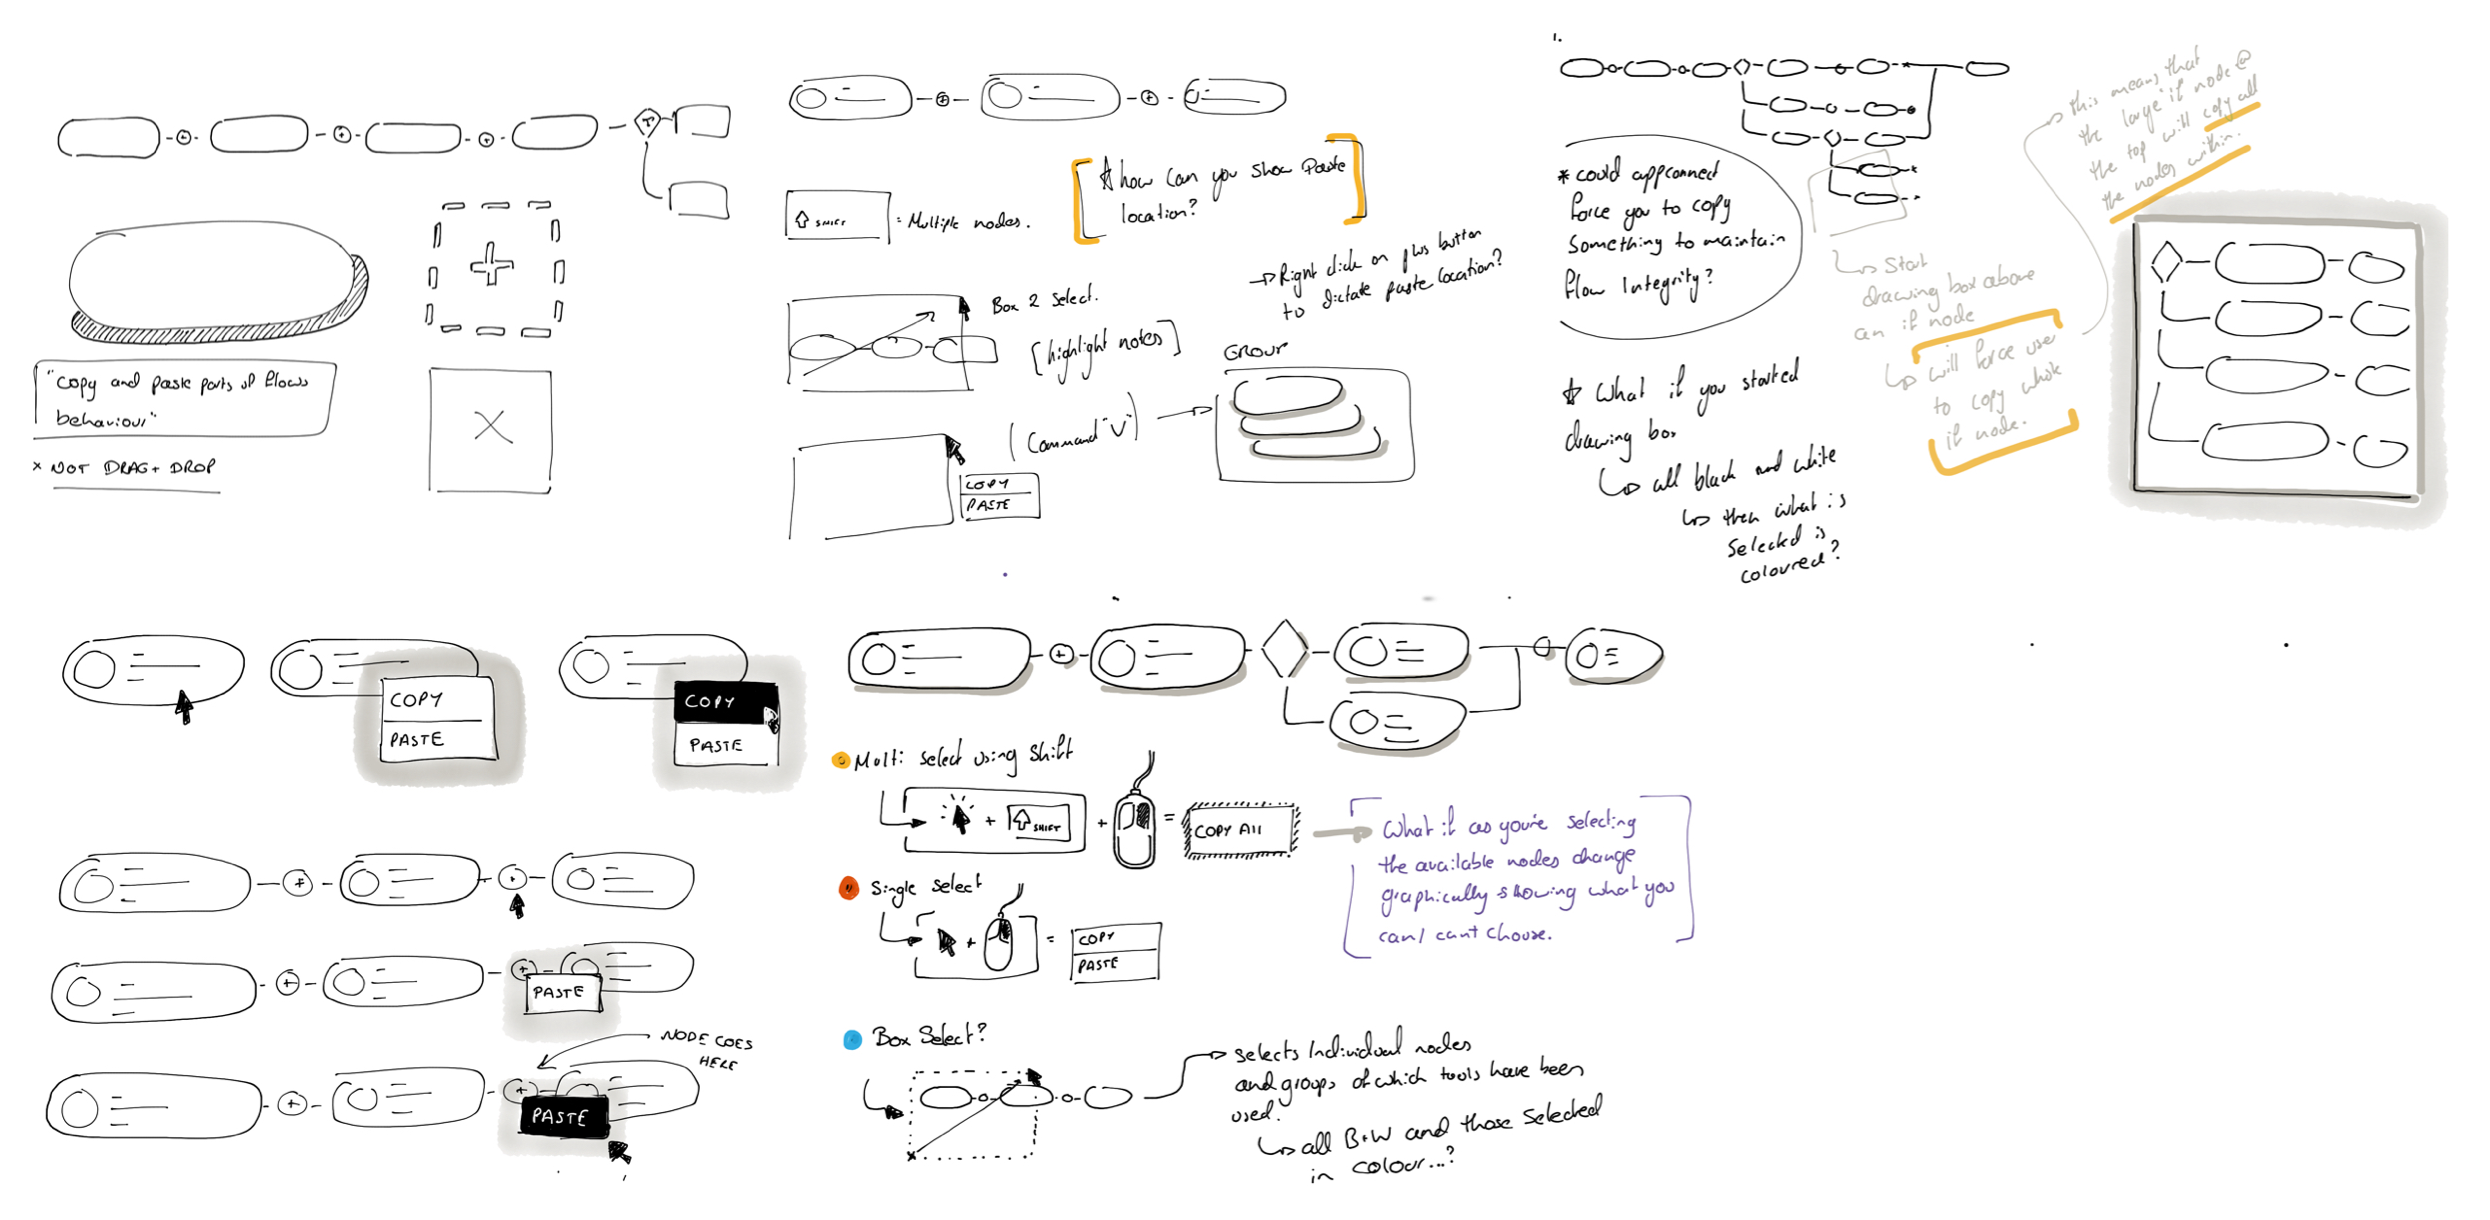 "Copy and paste parts of flows
behaviour"
× NOT DRAG + DROP
SHIFT
= Multiple nodes.
* how can you show Paste
location?
→ Right click on plus button
to dictate paste location?
Box 2 Select.
[highlight notes]
(Command "V")
GROUP
COPY
PASTE
1.
* could appconnect
force you to copy
Something to maintain
flow Integrity?
* What if you started
drawing box
↳ all black and white
↳ then what is
Selected is
coloured?
↳ Start
drawing box above
an if node
↳ will force user
to copy whole
if node.
→ this means that
the large "if node @
the top will copy all
the nodes within.
COPY
PASTE
COPY
PASTE
PASTE
NODE GOES
HERE
PASTE
Multi select using Shift
+ SHIFT + = COPY All
What if as you're selecting
the available nodes change
graphically showing what you
can/cant choose.
Single select
+ = COPY
PASTE
Box Select?
→ selects Individual nodes
and groups of which tools have been
used.
↳ all B+W and those Selected
in colour...?